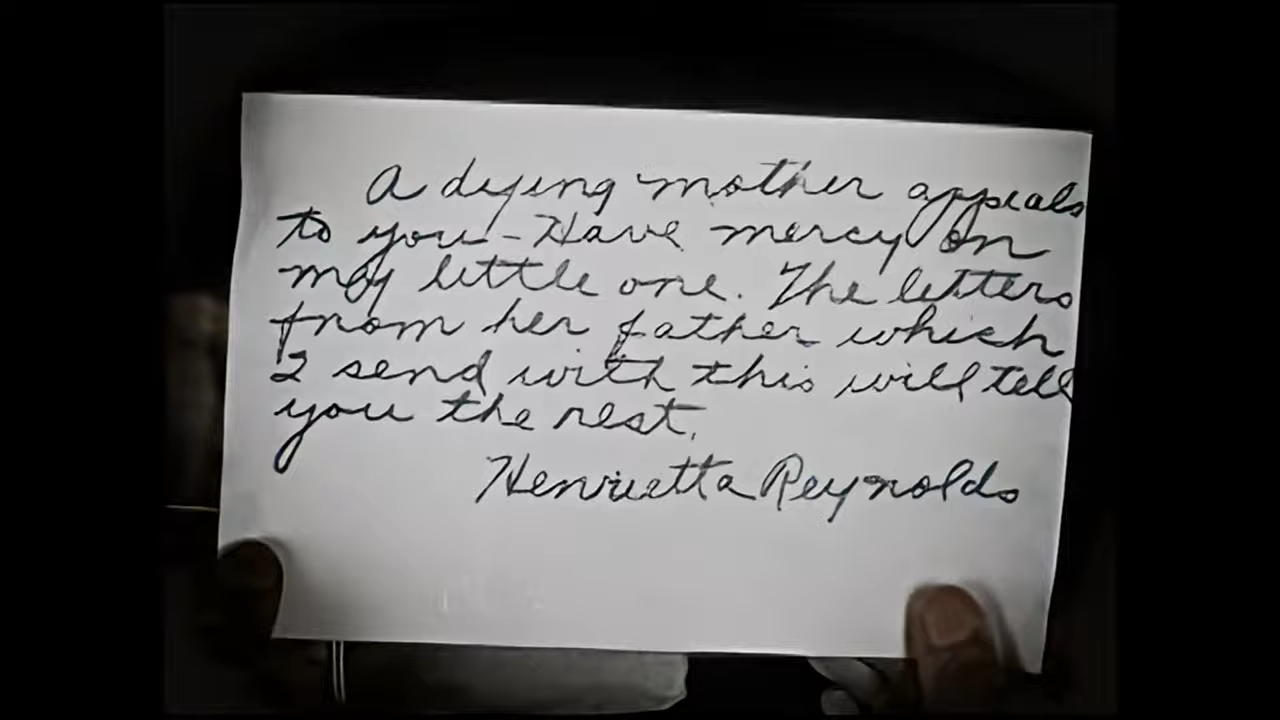 A dying mother appeals
to you - Have mercy on
my little one. The letters
from her father which
I send with this will tell
you the rest.
Henrietta Reynolds